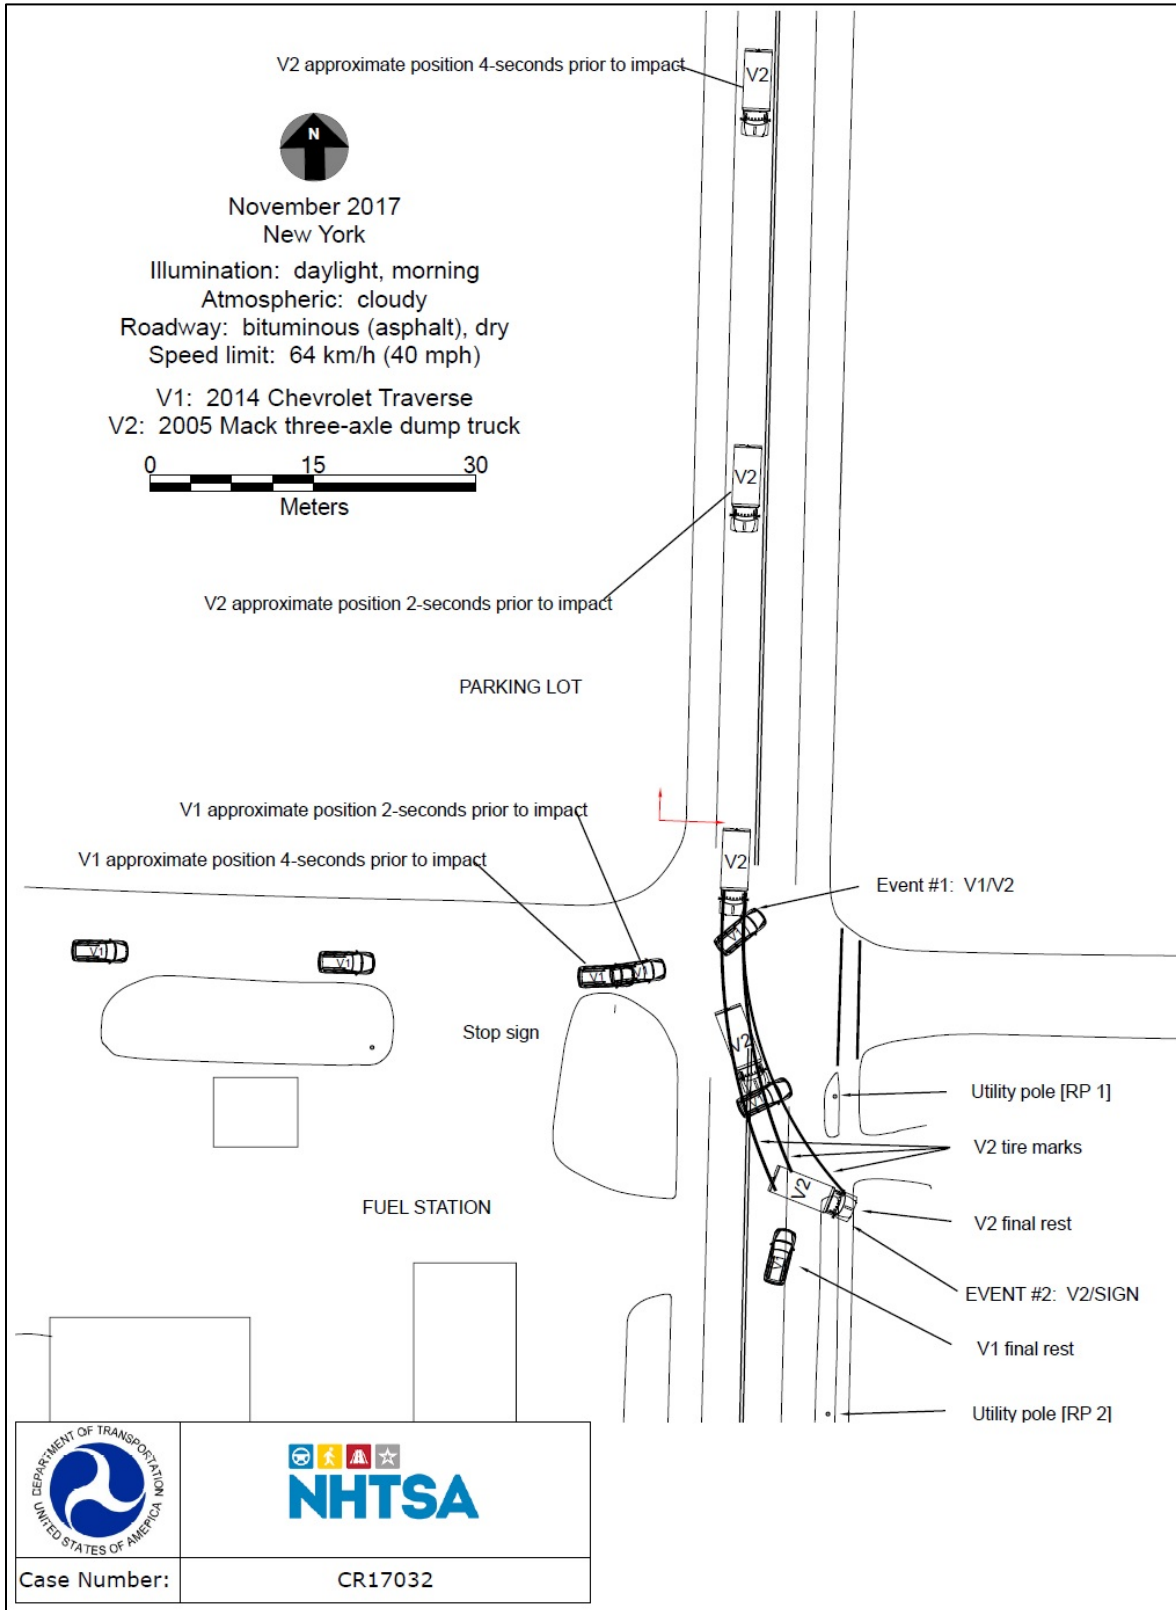 V2 approximate position 4-seconds prior to impact
V2
N
November 2017
New York
Illumination: daylight, morning
Atmospheric: cloudy
Roadway: bituminous (asphalt), dry
Speed limit: 64 km/h (40 mph)
V1: 2014 Chevrolet Traverse
V2: 2005 Mack three-axle dump truck
0 15 30
Meters
V2
V2 approximate position 2-seconds prior to impact
PARKING LOT
V1 approximate position 2-seconds prior to impact
V1 approximate position 4-seconds prior to impact
V2
Event #1: V1/V2
V1
V1
V1
V1
V1
Stop sign
V2
V1
Utility pole [RP 1]
V2 tire marks
V2
FUEL STATION
V2 final rest
V1
EVENT #2: V2/SIGN
V1 final rest
Utility pole [RP 2]
DEPARTMENT OF TRANSPORTATION
UNITED STATES OF AMERICA
NHTSA
Case Number:
CR17032